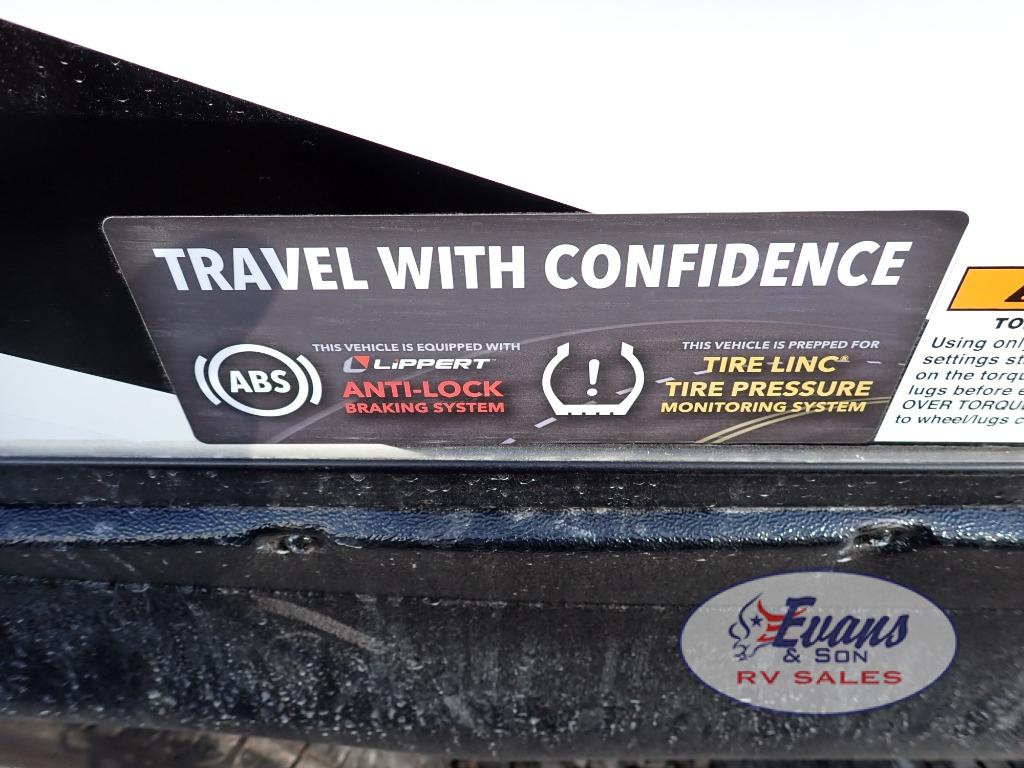 TRAVEL WITH CONFIDENCE
ABS
THIS VEHICLE IS EQUIPPED WITH
LiPPERT™
ANTI-LOCK
BRAKING SYSTEM
!
THIS VEHICLE IS PREPPED FOR
TIRE LINC®
TIRE PRESSURE
MONITORING SYSTEM
TO
Using only
settings st
on the torqu
lugs before e
OVER TORQUE
to wheel/lugs c
Evans
& SON
RV SALES